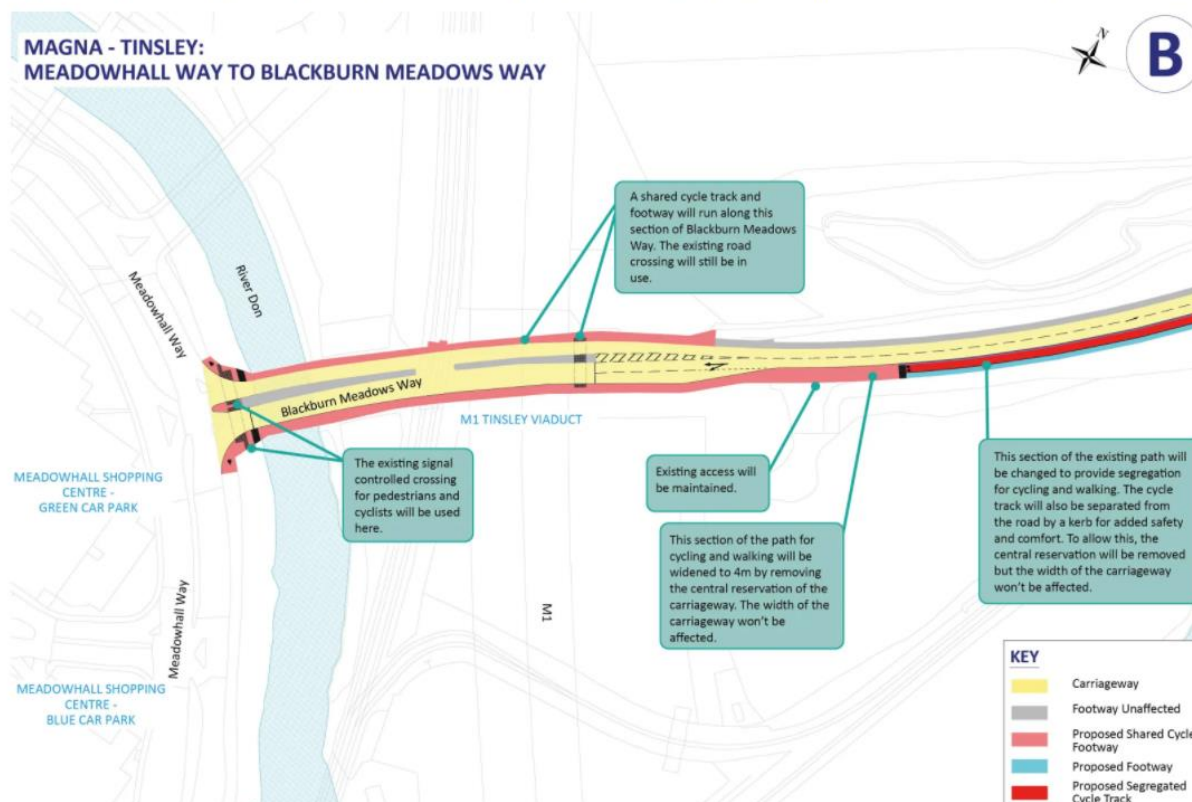 MAGNA - TINSLEY:
MEADOWHALL WAY TO BLACKBURN MEADOWS WAY
N
B
A shared cycle track and
footway will run along this
section of Blackburn Meadows
Way. The existing road
crossing will still be in
use.
Meadowhall Way
River Don
Blackburn Meadows Way
M1 TINSLEY VIADUCT
MEADOWHALL SHOPPING
CENTRE -
GREEN CAR PARK
The existing signal
controlled crossing
for pedestrians and
cyclists will be used
here.
Existing access will
be maintained.
This section of the existing path will
be changed to provide segregation
for cycling and walking. The cycle
track will also be separated from
the road by a kerb for added safety
and comfort. To allow this, the
central reservation will be removed
but the width of the carriageway
won't be affected.
This section of the path for
cycling and walking will be
widened to 4m by removing
the central reservation of the
carriageway. The width of the
carriageway won't be
affected.
M1
Meadowhall Way
MEADOWHALL SHOPPING
CENTRE -
BLUE CAR PARK
KEY
Carriageway
Footway Unaffected
Proposed Shared Cycle
Footway
Proposed Footway
Proposed Segregated
Cycle Track